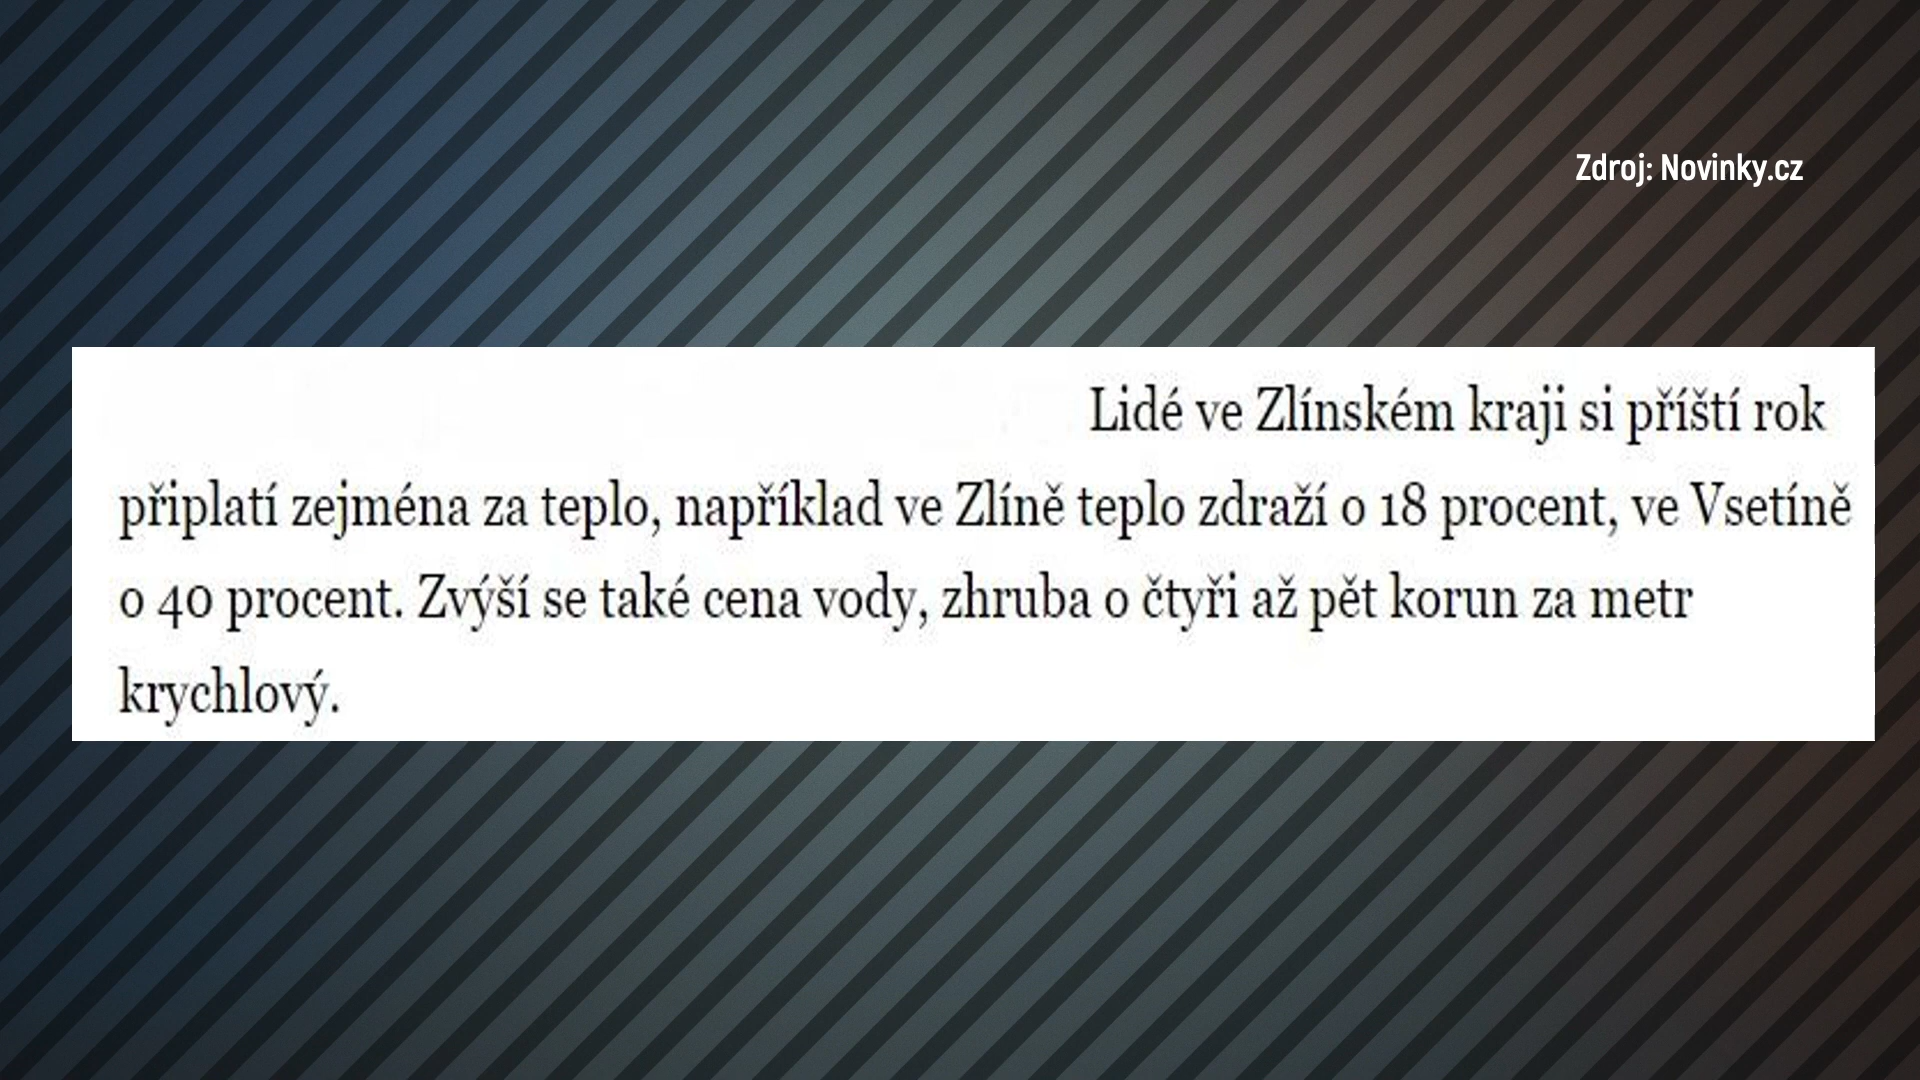 Zdroj: Novinky.cz
Lidé ve Zlínském kraji si příští rok
připlatí zejména za teplo, například ve Zlíně teplo zdraží o 18 procent, ve Vsetíně
o 40 procent. Zvýší se také cena vody, zhruba o čtyři až pět korun za metr
krychlový.